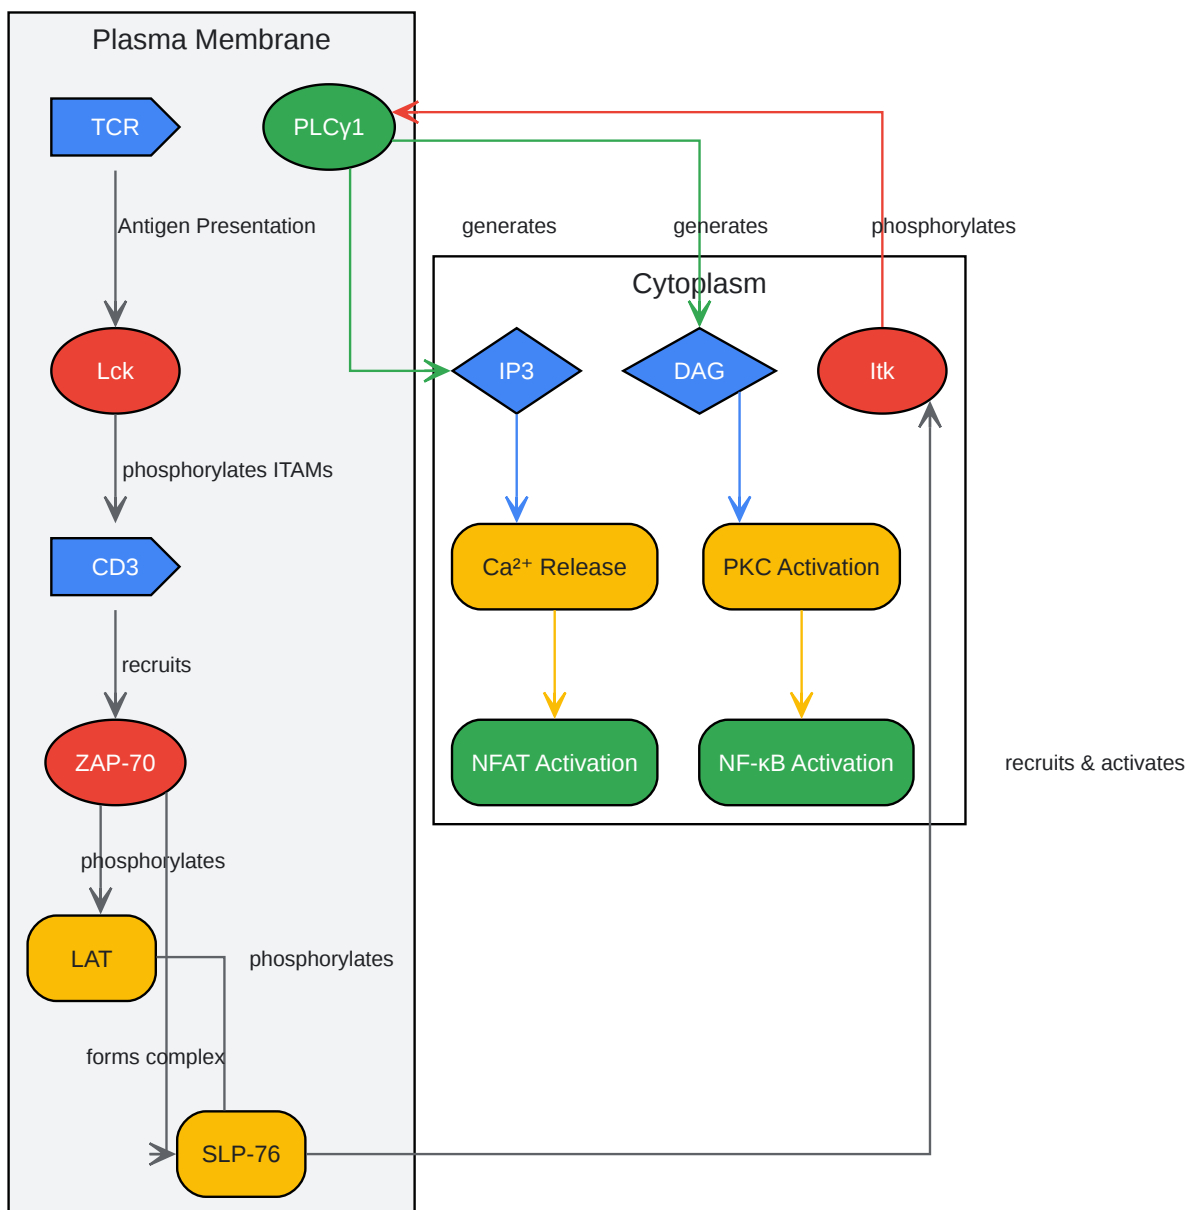 Plasma Membrane
TCR
PLCγ1
Antigen Presentation
generates
generates
phosphorylates
Cytoplasm
Lck
IP3
DAG
Itk
phosphorylates ITAMs
CD3
Ca²⁺ Release
PKC Activation
recruits
ZAP-70
NFAT Activation
NF-κB Activation
recruits & activates
phosphorylates
LAT
phosphorylates
forms complex
SLP-76